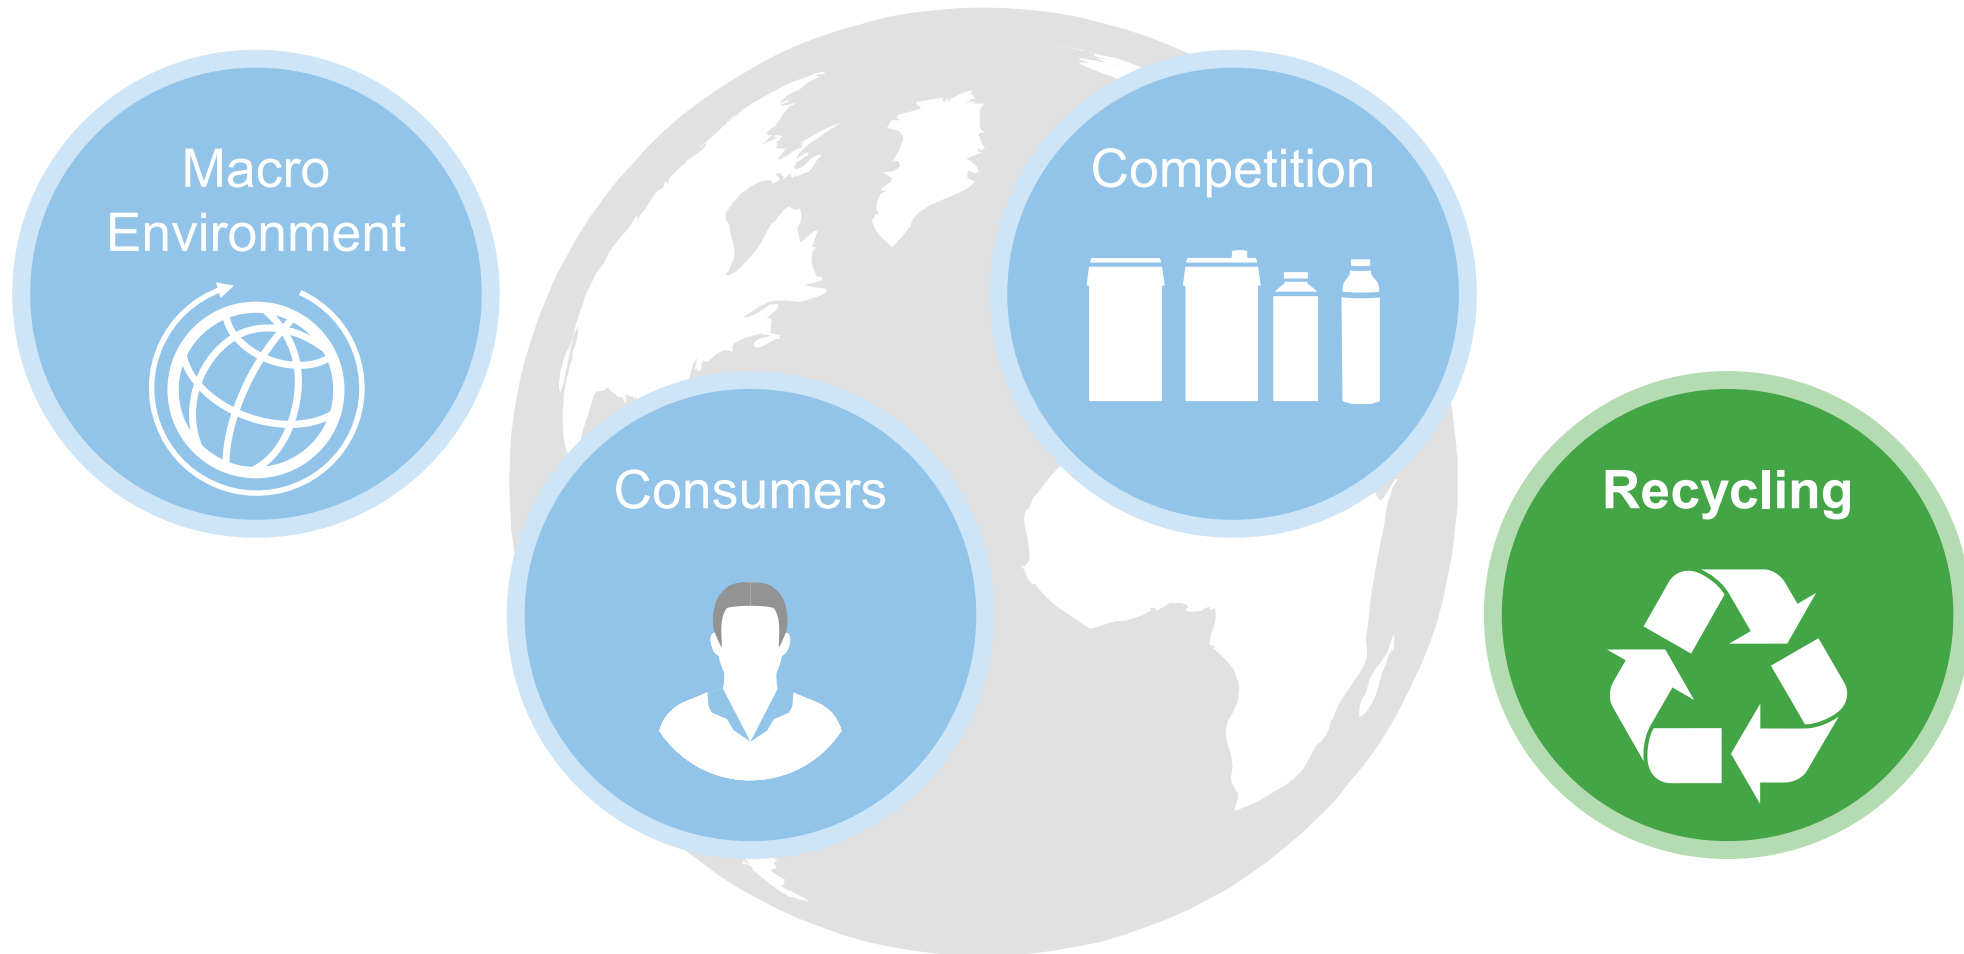 Macro
Environment
Consumers
Competition
Recycling